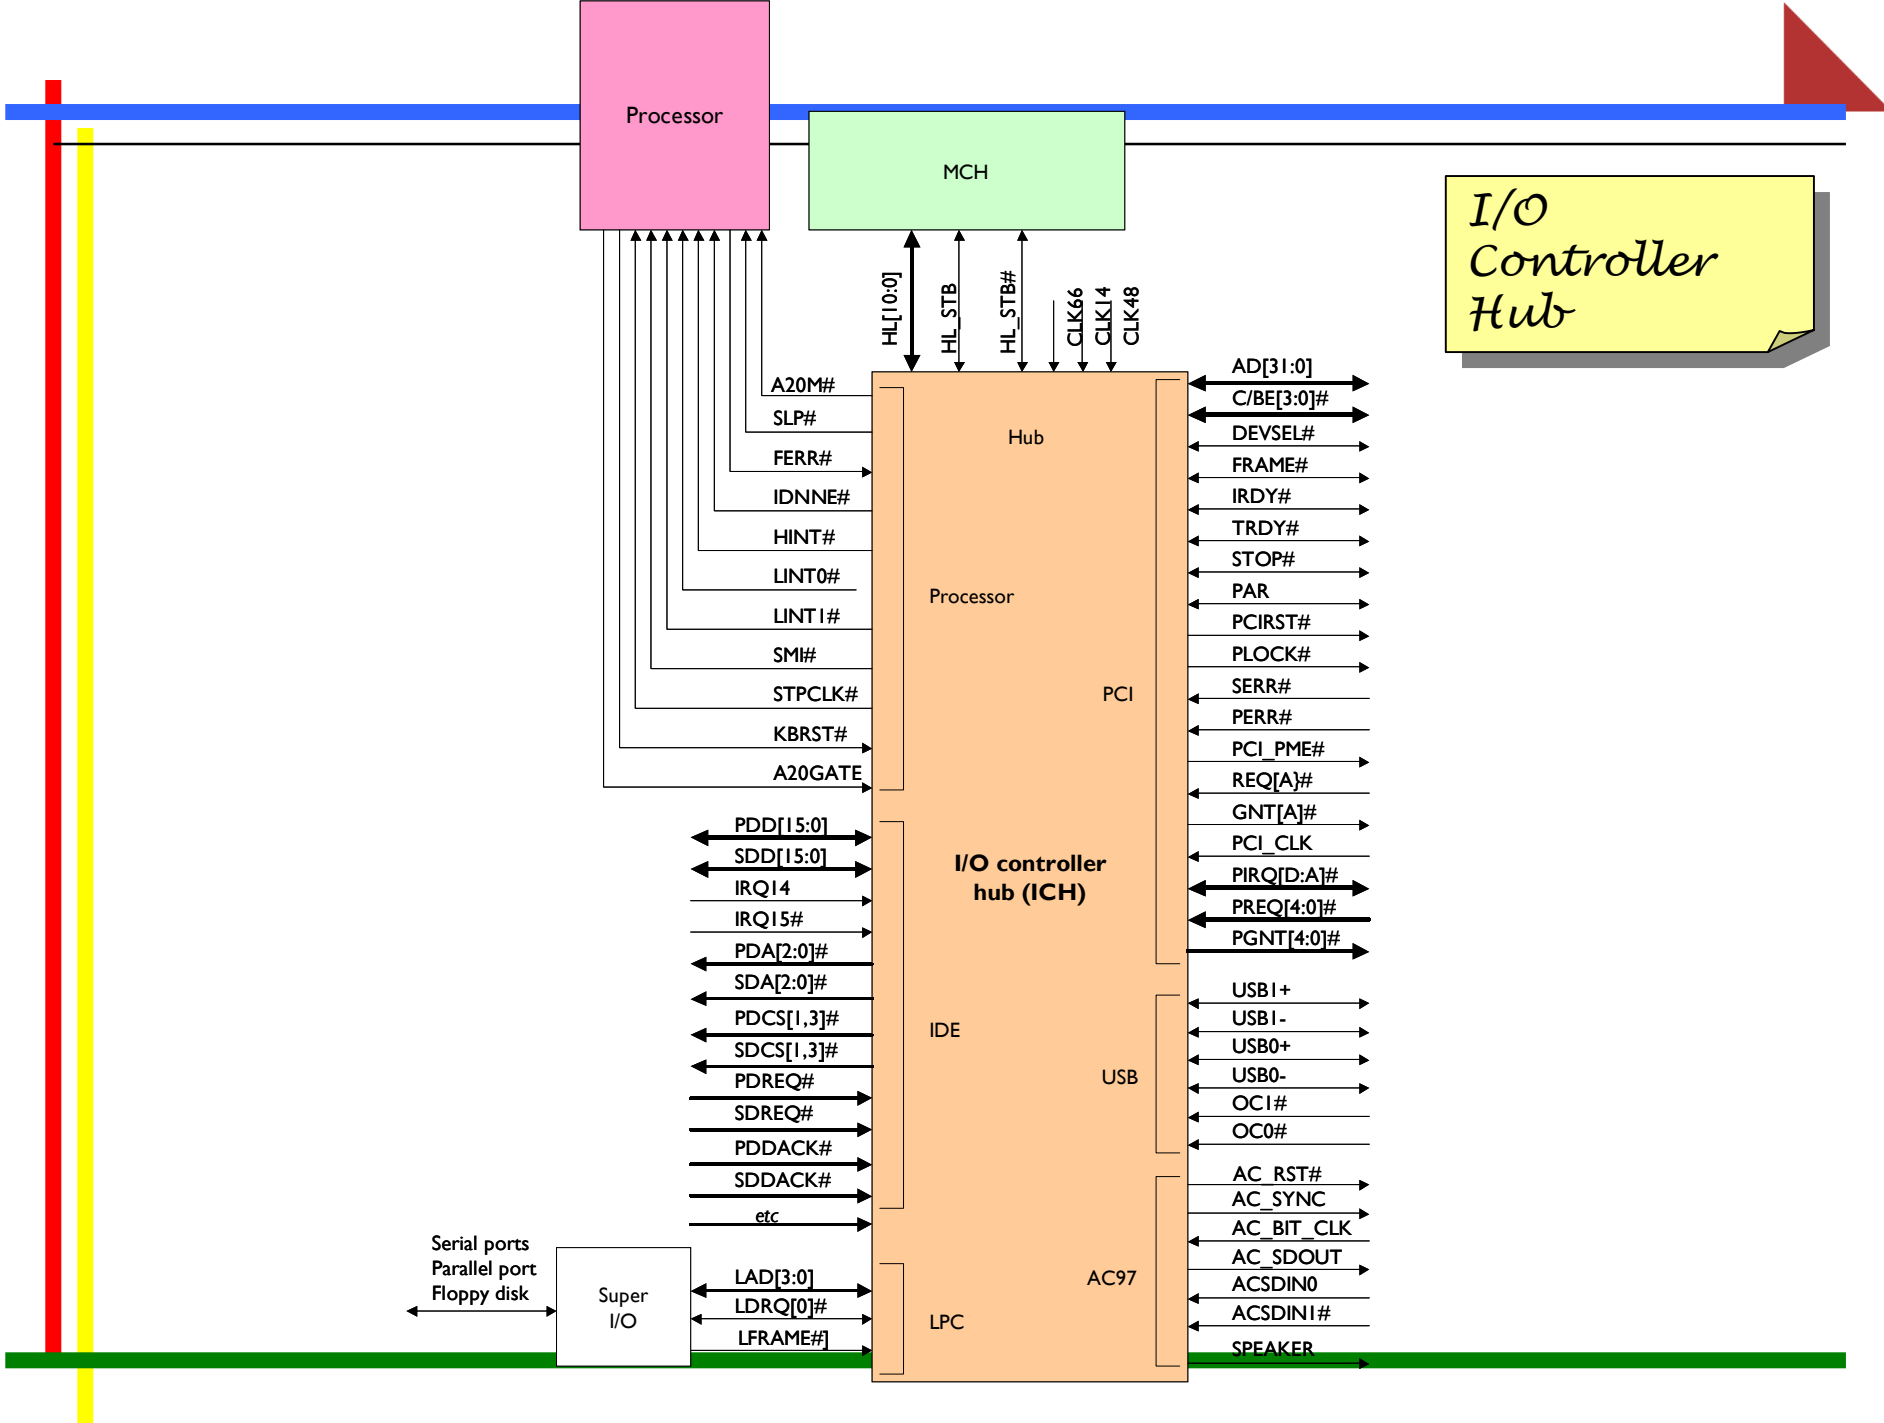 Processor
MCH
I/O
Controller
Hub
HL[10:0]
HL_STB
HL_STB#
CLK66
CLK14
CLK48
A20M#
SLP#
FERR#
IDNNE#
HINT#
LINT0#
LINT1#
SMI#
STPCLK#
KBRST#
A20GATE
PDD[15:0]
SDD[15:0]
IRQ14
IRQ15#
PDA[2:0]#
SDA[2:0]#
PDCS[1,3]#
SDCS[1,3]#
PDREQ#
SDREQ#
PDDACK#
SDDACK#
etc
Serial ports
Parallel port
Floppy disk
Super
I/O
LAD[3:0]
LDRQ[0]#
LFRAME#]
Hub
Processor
PCI
I/O controller
hub (ICH)
IDE
USB
AC97
LPC
AD[31:0]
C/BE[3:0]#
DEVSEL#
FRAME#
IRDY#
TRDY#
STOP#
PAR
PCIRST#
PLOCK#
SERR#
PERR#
PCI_PME#
REQ[A}#
GNT[A]#
PCI_CLK
PIRQ[D:A]#
PREQ[4:0]#
PGNT[4:0]#
USB1+
USB1-
USB0+
USB0-
OC1#
OC0#
AC_RST#
AC_SYNC
AC_BIT_CLK
AC_SDOUT
ACSDIN0
ACSDIN1#
SPEAKER